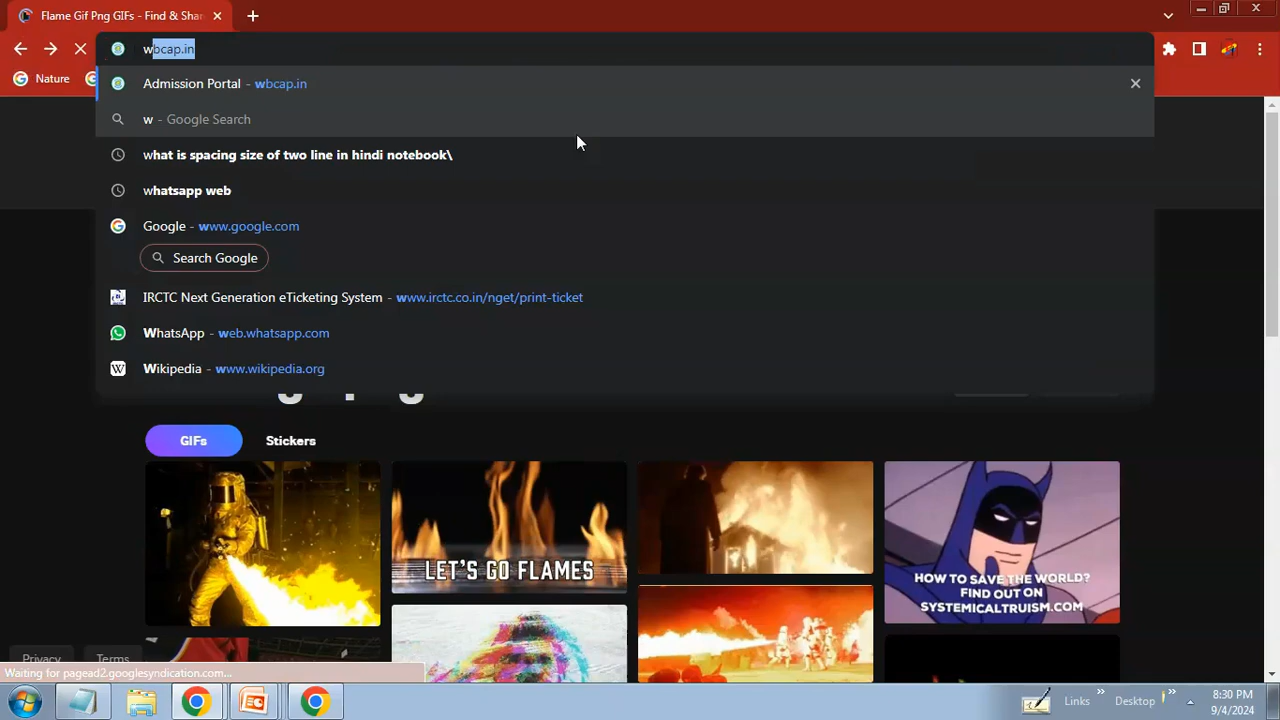 Flame Gif Png GIFs - Find & Shar
wbcap.in
Nature
Admission Portal - wbcap.in
w - Google Search
what is spacing size of two line in hindi notebook\
whatsapp web
Google - www.google.com
Search Google
IRCTC Next Generation eTicketing System - www.irctc.co.in/nget/print-ticket
WhatsApp - web.whatsapp.com
Wikipedia - www.wikipedia.org
GIFs Stickers
LET'S GO FLAMES
HOW TO SAVE THE WORLD?
FIND OUT ON
SYSTEMICALTRUISM.COM
Privacy Terms
Waiting for pagead2.googlesyndication.com...
Links » Desktop »
8:30 PM
9/4/2024